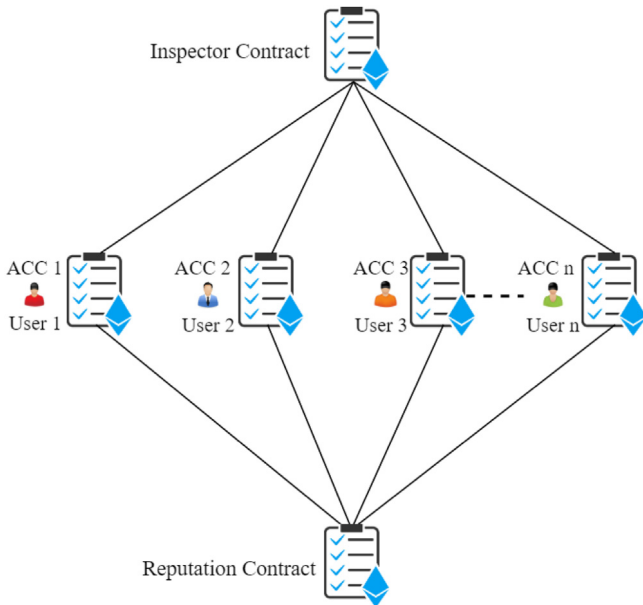 Inspector Contract
ACC 1
User 1
ACC 2
User 2
ACC 3
User 3
ACC n
User n
Reputation Contract